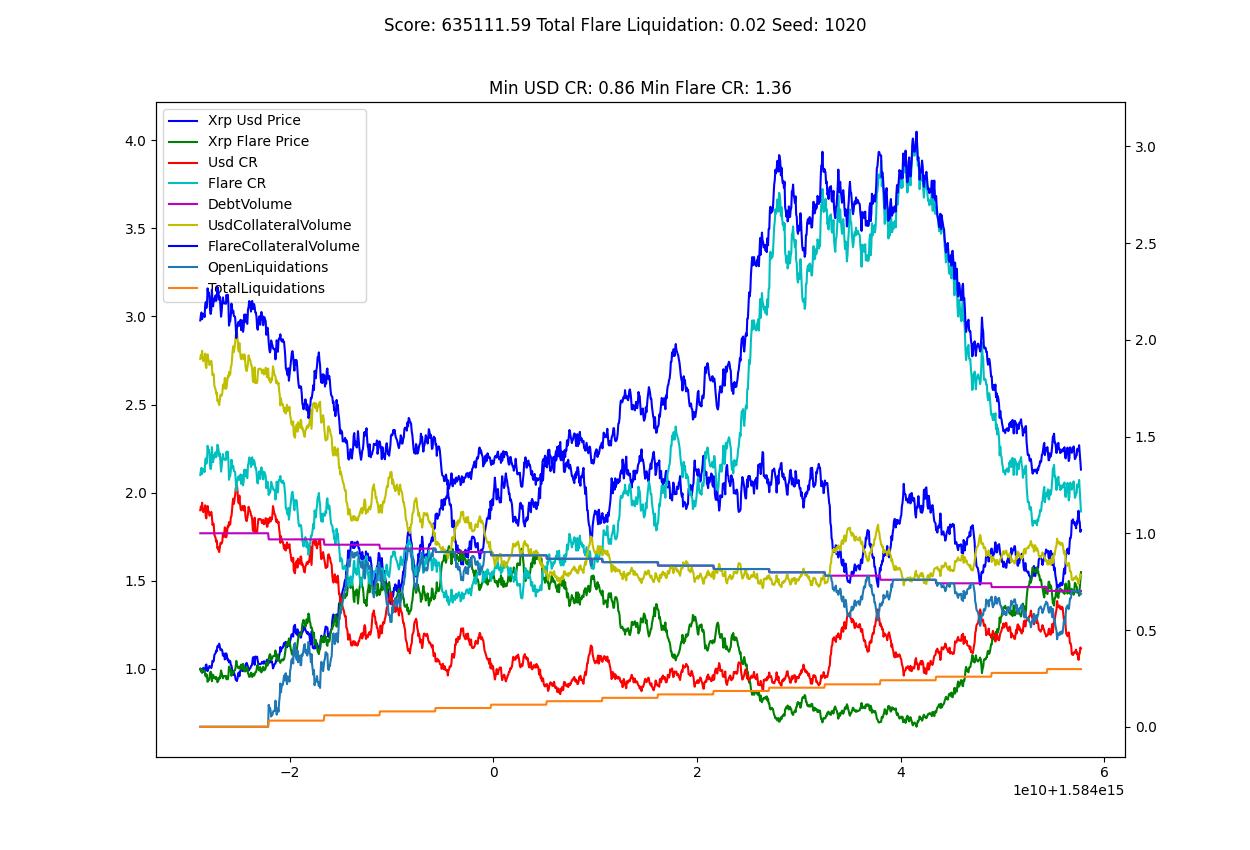 Score: 635111.59 Total Flare Liquidation: 0.02 Seed: 1020
Min USD CR: 0.86 Min Flare CR: 1.36
Xrp Usd Price
Xrp Flare Price
Usd CR
Flare CR
DebtVolume
UsdCollateralVolume
FlareCollateralVolume
OpenLiquidations
TotalLiquidations
4.0
3.5
3.0
2.5
2.0
1.5
1.0
3.0
2.5
2.0
1.5
1.0
0.5
0.0
−2 0 2 4 6
1e10+1.584e15